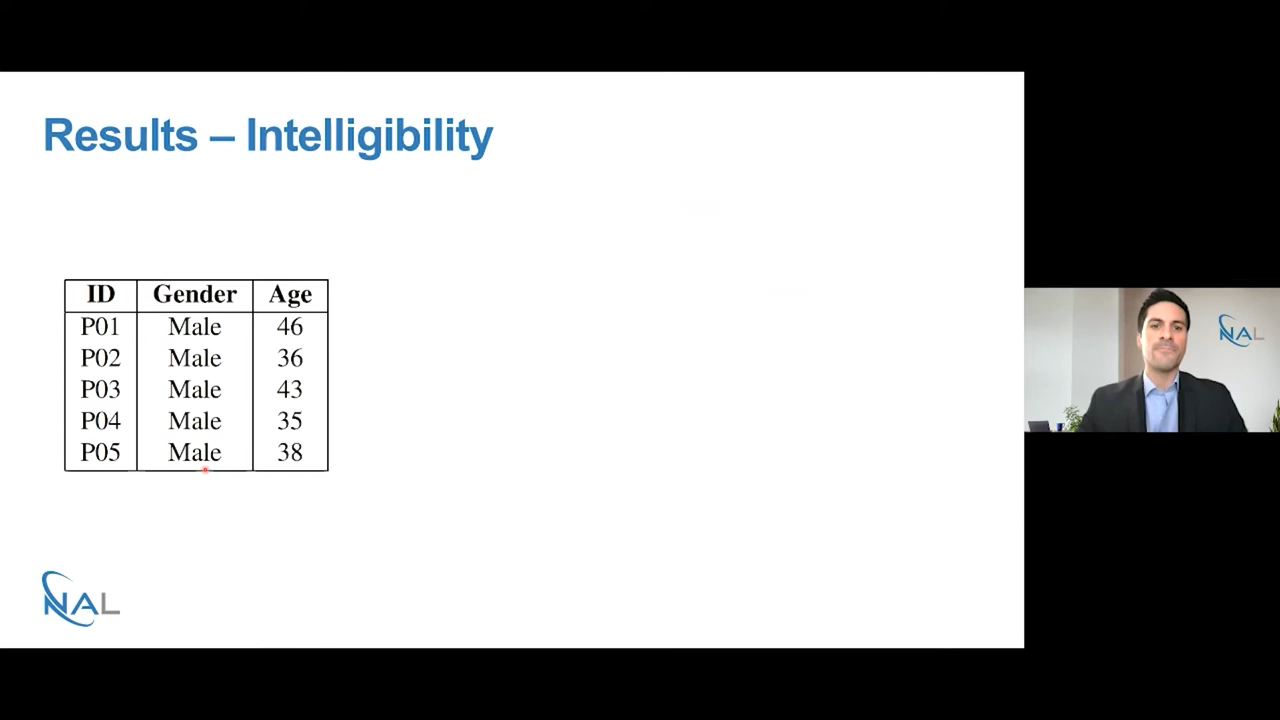 Results – Intelligibility
ID Gender Age
P01 Male 46
P02 Male 36
P03 Male 43
P04 Male 35
P05 Male 38
NAL
NAL